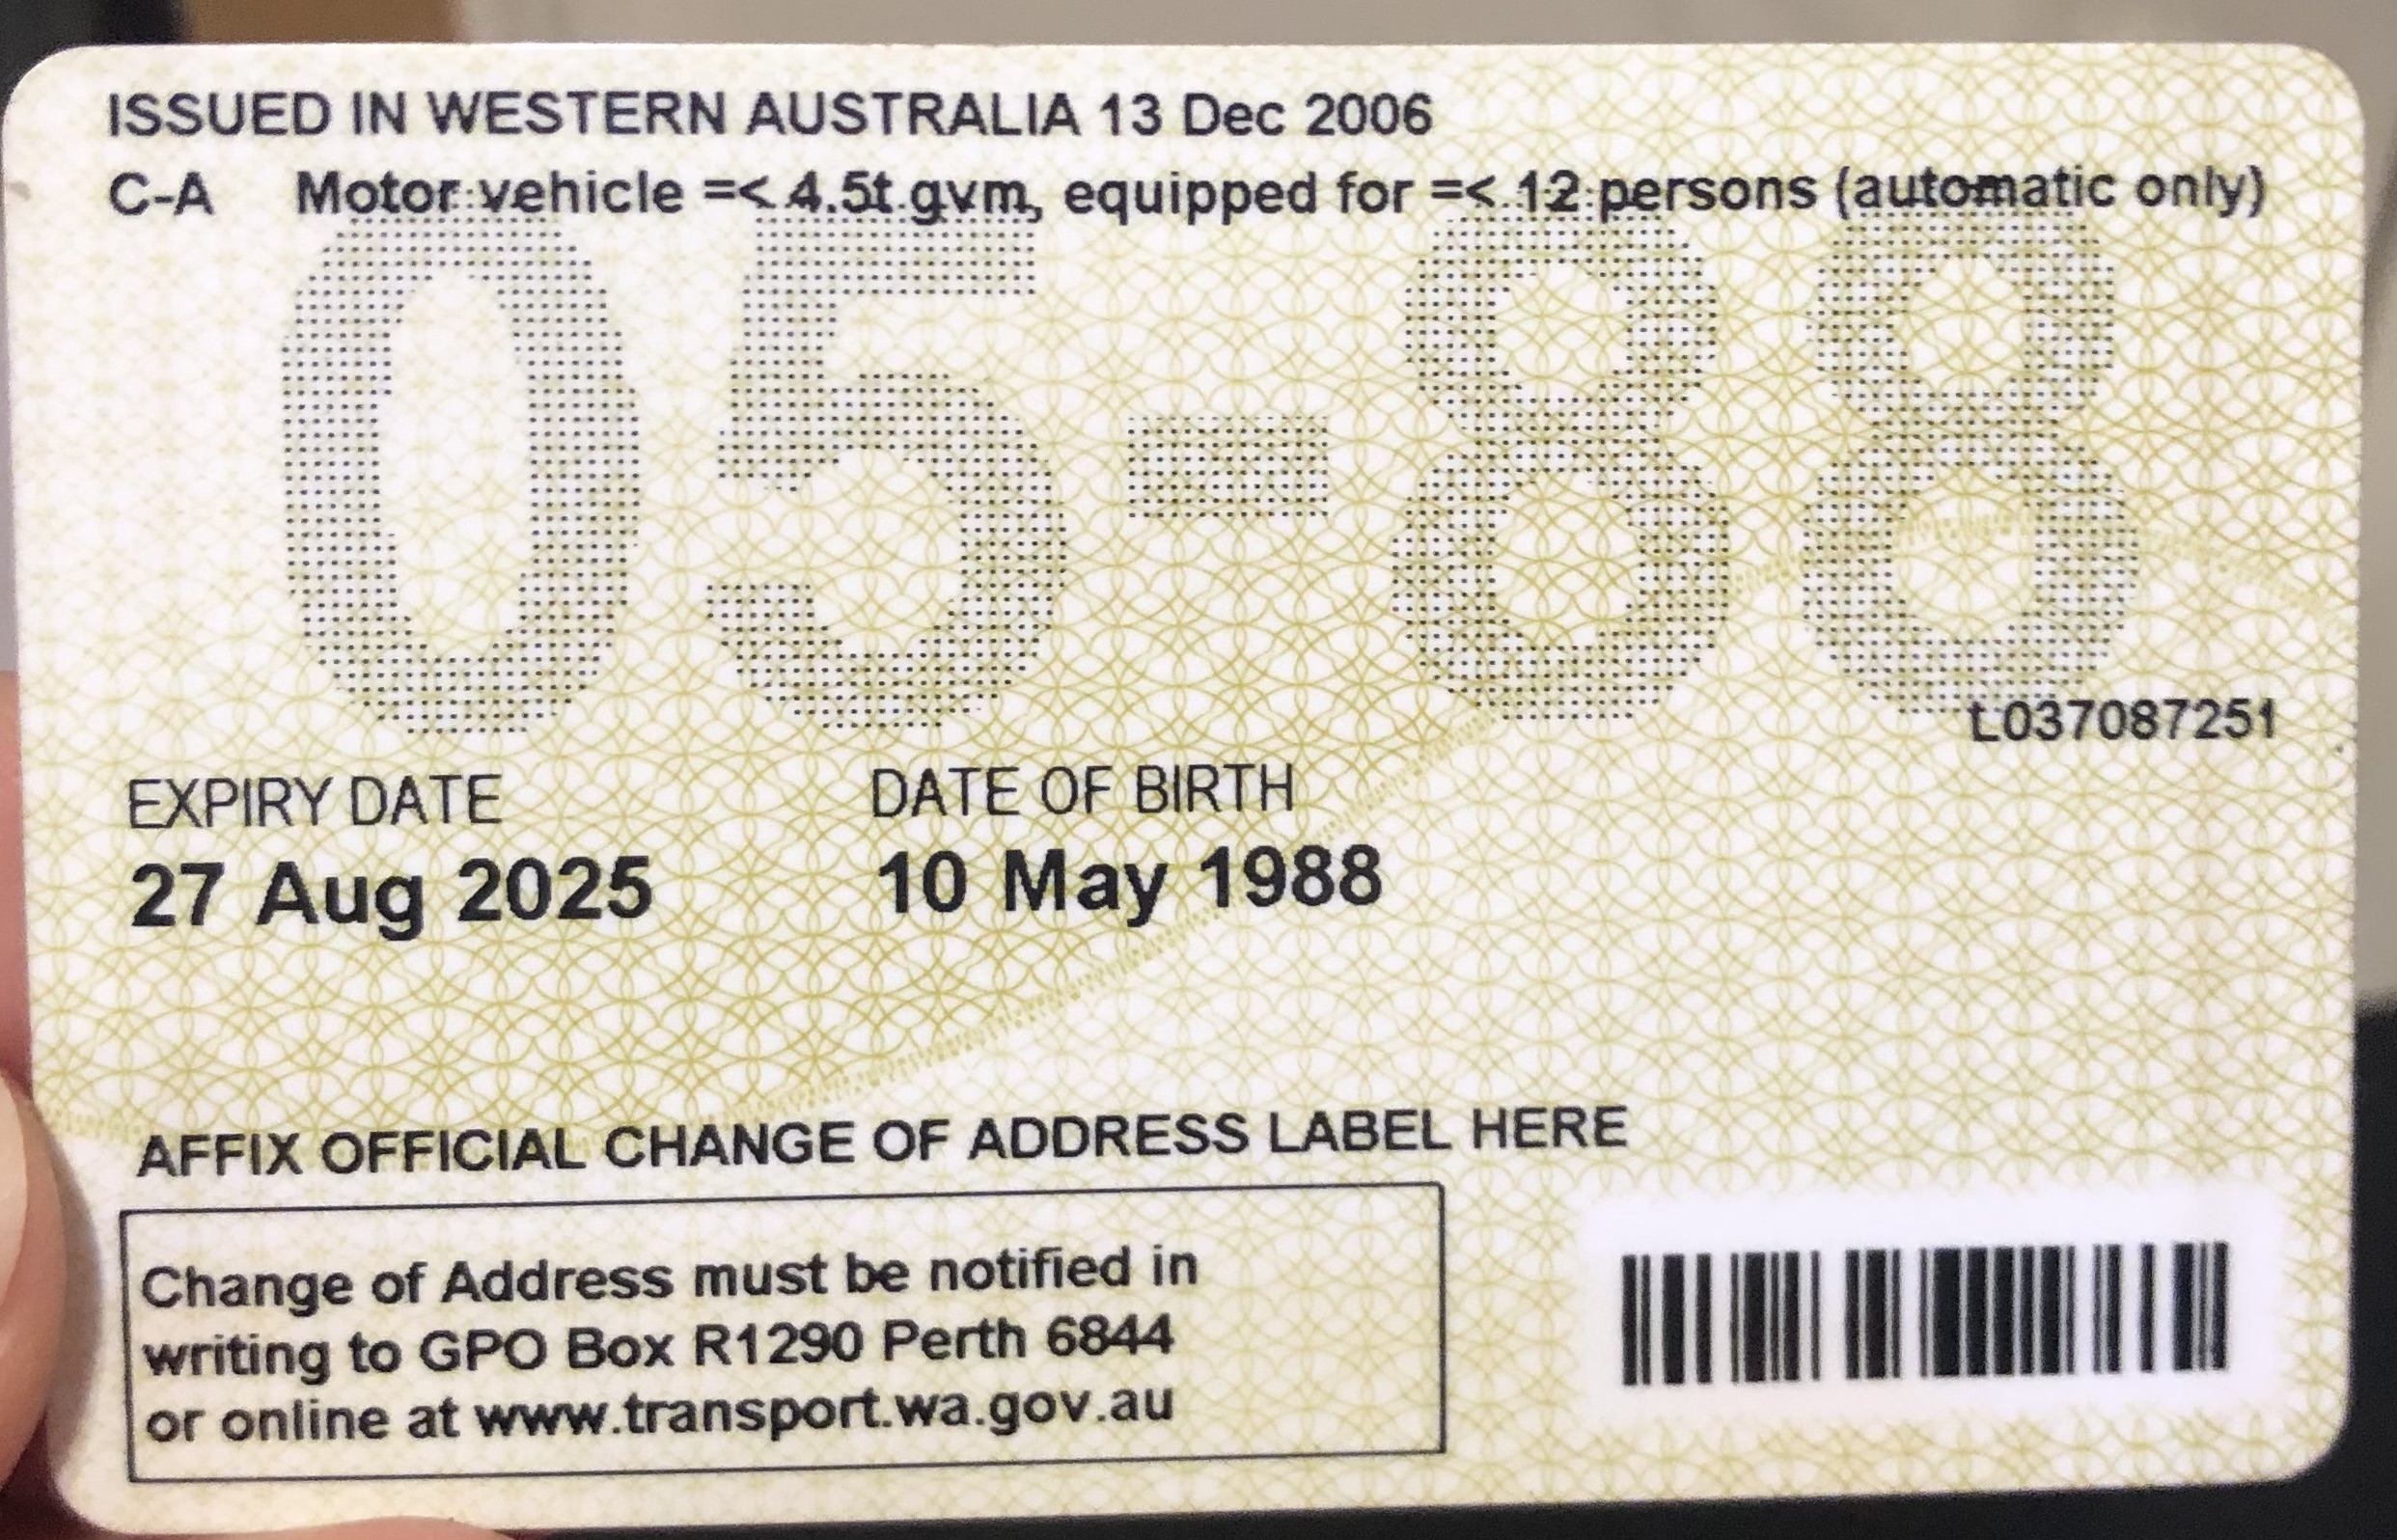 ISSUED IN WESTERN AUSTRALIA 13 Dec 2006
C-A Motor vehicle =< 4.5t gvm, equipped for =< 12 persons (automatic only)
05-88
L037087251
EXPIRY DATE DATE OF BIRTH
27 Aug 2025 10 May 1988
AFFIX OFFICIAL CHANGE OF ADDRESS LABEL HERE
Change of Address must be notified in
writing to GPO Box R1290 Perth 6844
or online at www.transport.wa.gov.au